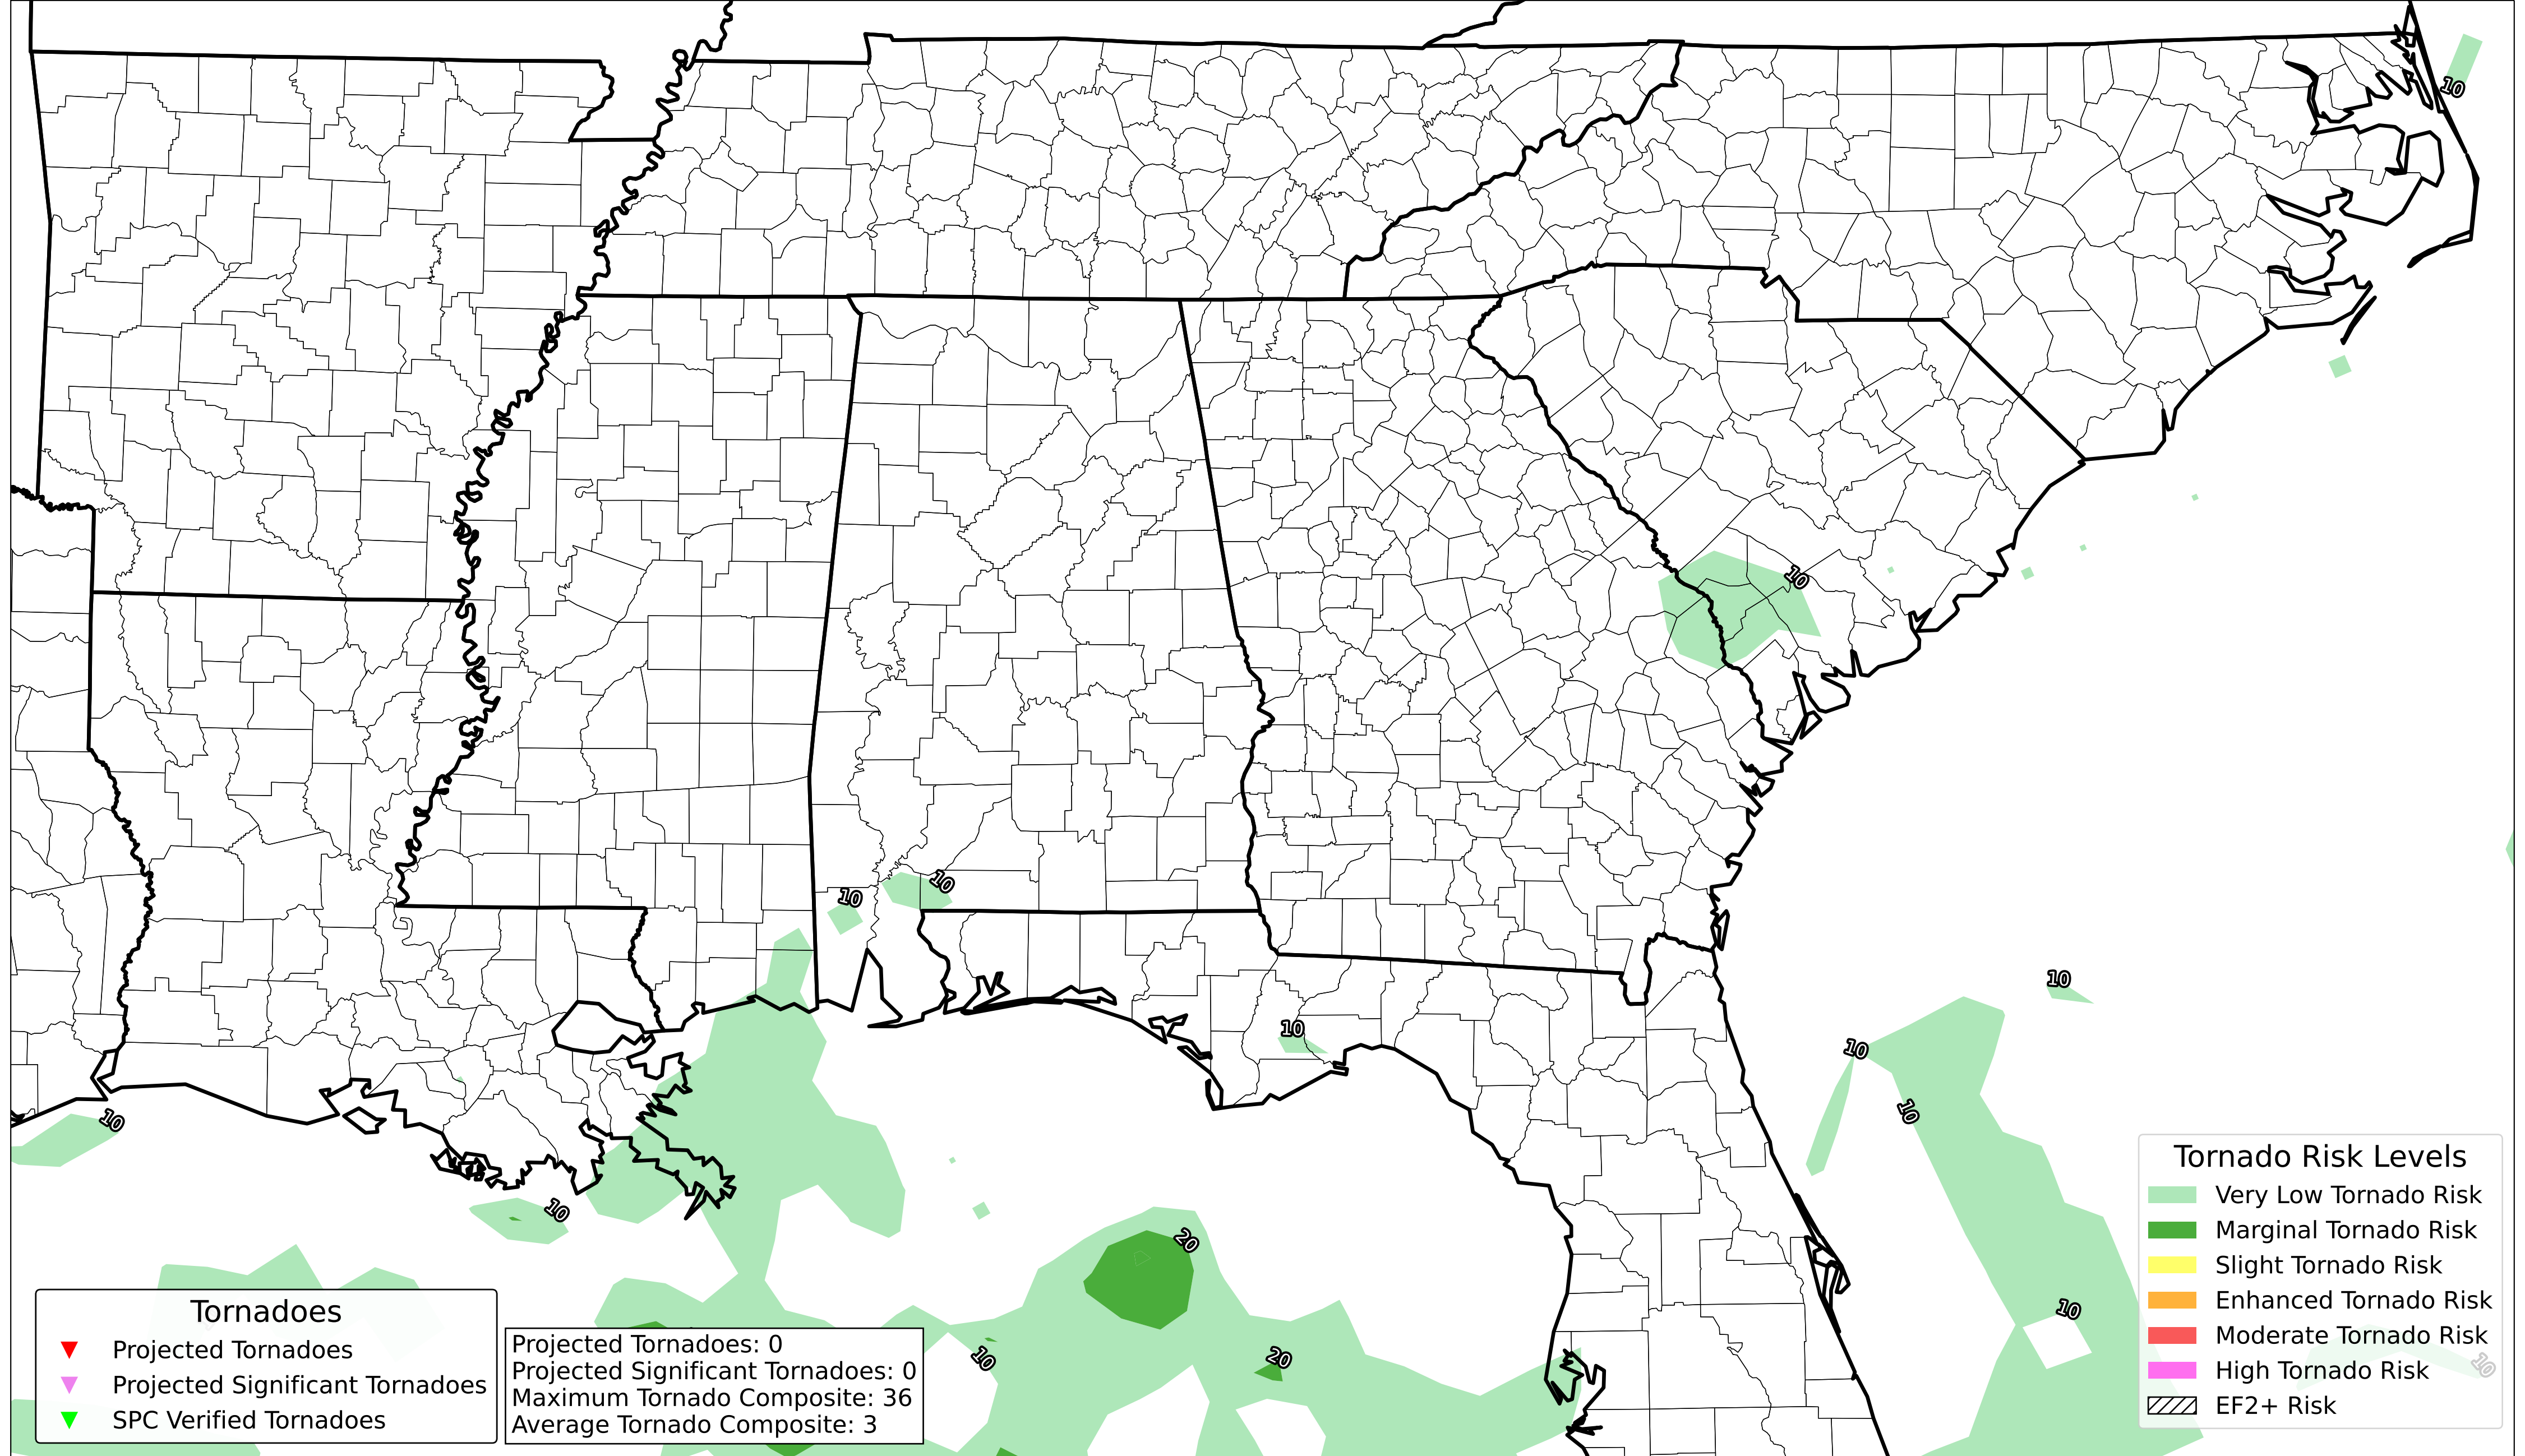 10
10
10
10
10
10
10
10
10
10
20
10
10
20
10
Tornado Risk Levels
Very Low Tornado Risk
Marginal Tornado Risk
Slight Tornado Risk
Enhanced Tornado Risk
Moderate Tornado Risk
High Tornado Risk
EF2+ Risk
Tornadoes
Projected Tornadoes
Projected Significant Tornadoes
SPC Verified Tornadoes
Projected Tornadoes: 0
Projected Significant Tornadoes: 0
Maximum Tornado Composite: 36
Average Tornado Composite: 3